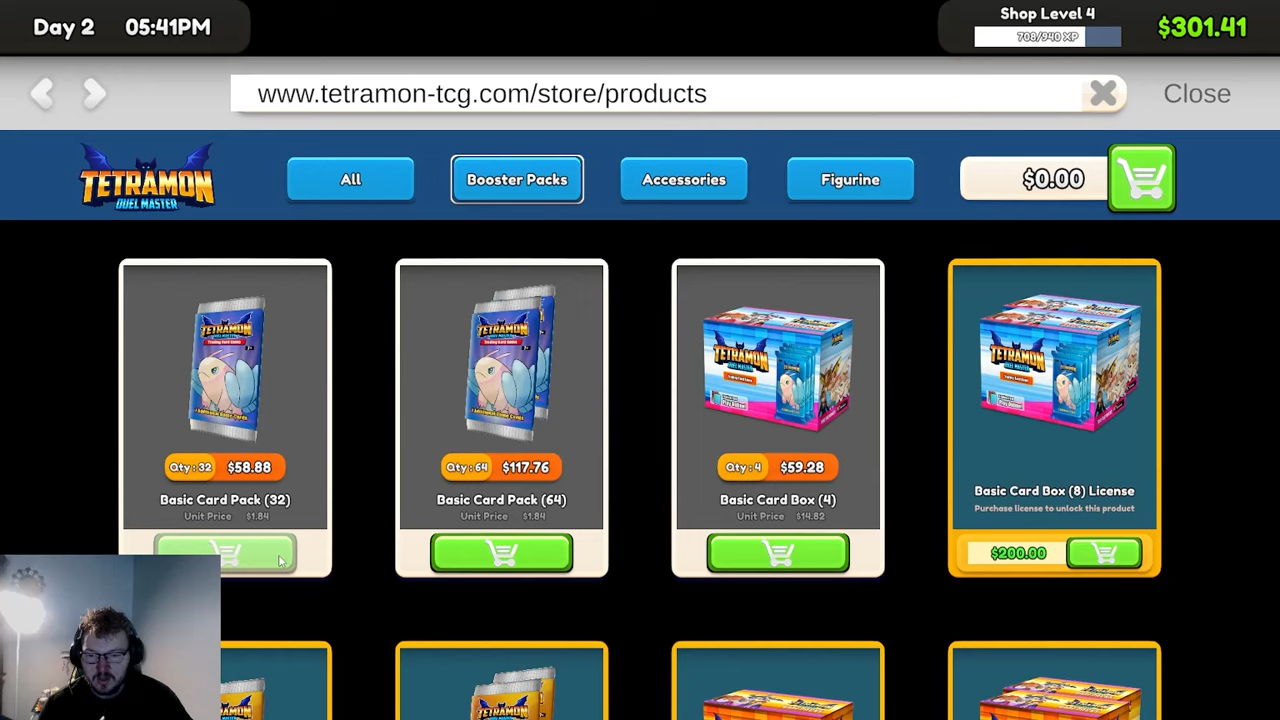 Day 2 05:41PM
Shop Level 4
708/940 XP
$301.41
www.tetramon-tcg.com/store/products
Close
TETRAMON
DUEL MASTER
All
Booster Packs
Accessories
Figurine
$0.00
TETRAMON
TETRAMON
TETRAMON
TETRAMON
Qty : 32 $58.88
Basic Card Pack (32)
Unit Price $1.84
Qty : 64 $117.76
Basic Card Pack (64)
Unit Price $1.84
Qty : 4 $59.28
Basic Card Box (4)
Unit Price $14.82
Basic Card Box (8) License
Purchase license to unlock this product
$200.00